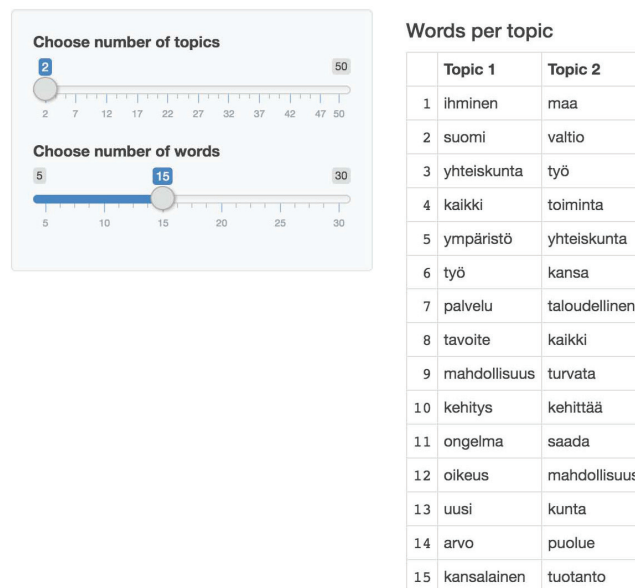 Choose number of topics
2 50
2 7 12 17 22 27 32 37 42 47 50
Choose number of words
5 15 30
5 10 15 20 25 30
Words per topic
Topic 1 Topic 2
1 ihminen maa
2 suomi valtio
3 yhteiskunta työ
4 kaikki toiminta
5 ympäristö yhteiskunta
6 työ kansa
7 palvelu taloudellinen
8 tavoite kaikki
9 mahdollisuus turvata
10 kehitys kehittää
11 ongelma saada
12 oikeus mahdollisuus
13 uusi kunta
14 arvo puolue
15 kansalainen tuotanto